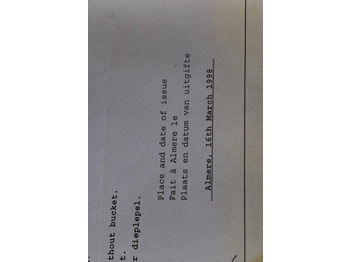 thout bucket.
t.
r dieplepel.
Place and date of issue
Fait à Almere le
Plaats en datum van uitgifte
Almere, 16th March 1998